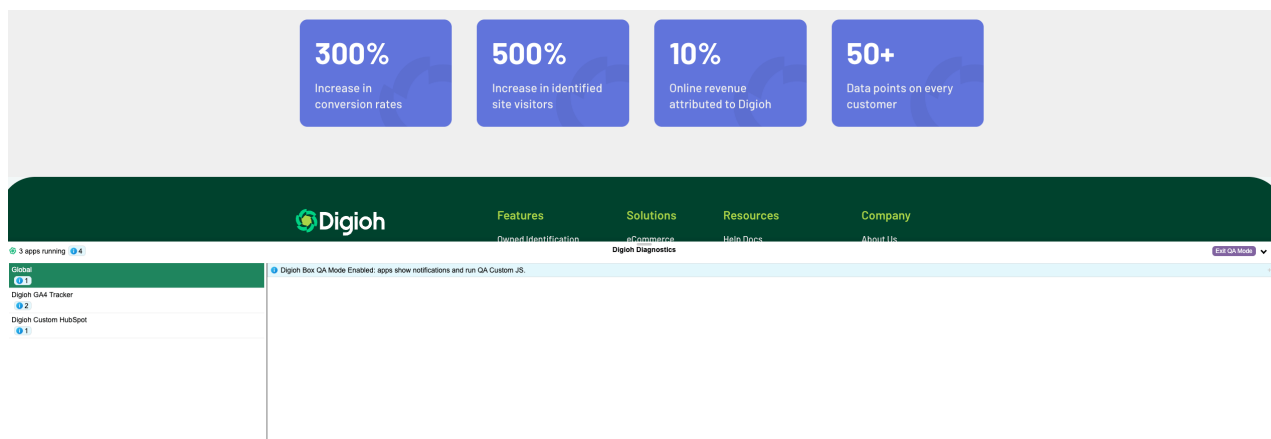 300%
Increase in
conversion rates
500%
Increase in identified
site visitors
10%
Online revenue
attributed to Digioh
50+
Data points on every
customer
Digioh
Features
Solutions
Resources
Company
Owned Identification
eCommerce
Help Docs
About Us
3 apps running 4
Digioh Diagnostics
Exit QA Mode
Global
1
Digioh GA4 Tracker
2
Digioh Custom HubSpot
1
Digioh Box QA Mode Enabled: apps show notifications and run QA Custom JS.